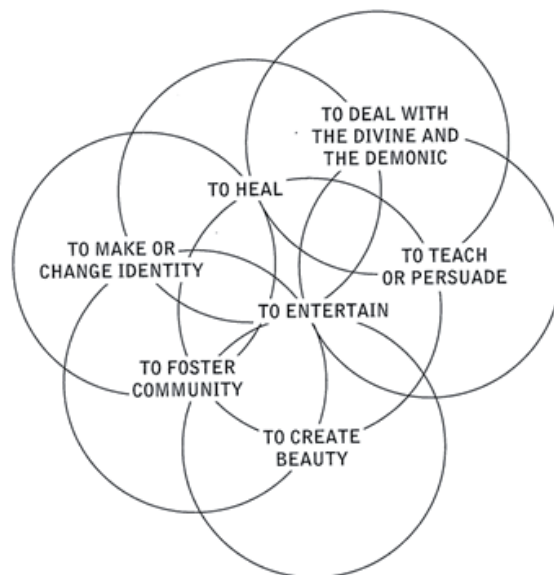 TO DEAL WITH
THE DIVINE AND
THE DEMONIC
TO HEAL
TO MAKE OR
CHANGE IDENTITY
TO TEACH
OR PERSUADE
TO ENTERTAIN
TO FOSTER
COMMUNITY
TO CREATE
BEAUTY